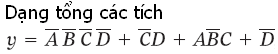 Dạng tổng các tích
y = A̅ B̅ C̅ D̅ + C̅D + AB̅C + D̅